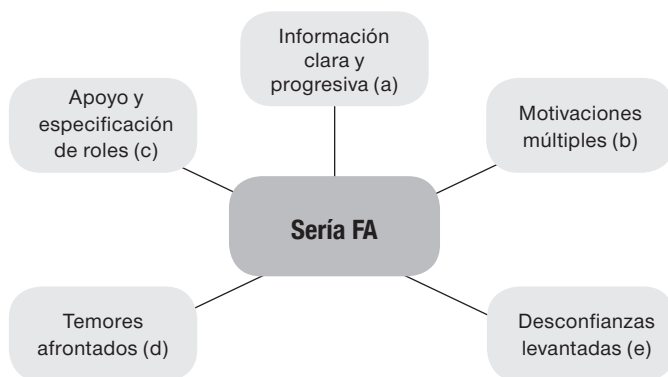 Información
clara y
progresiva (a)
Apoyo y
especificación
de roles (c)
Motivaciones
múltiples (b)
Sería FA
Temores
afrontados (d)
Desconfianzas
levantadas (e)